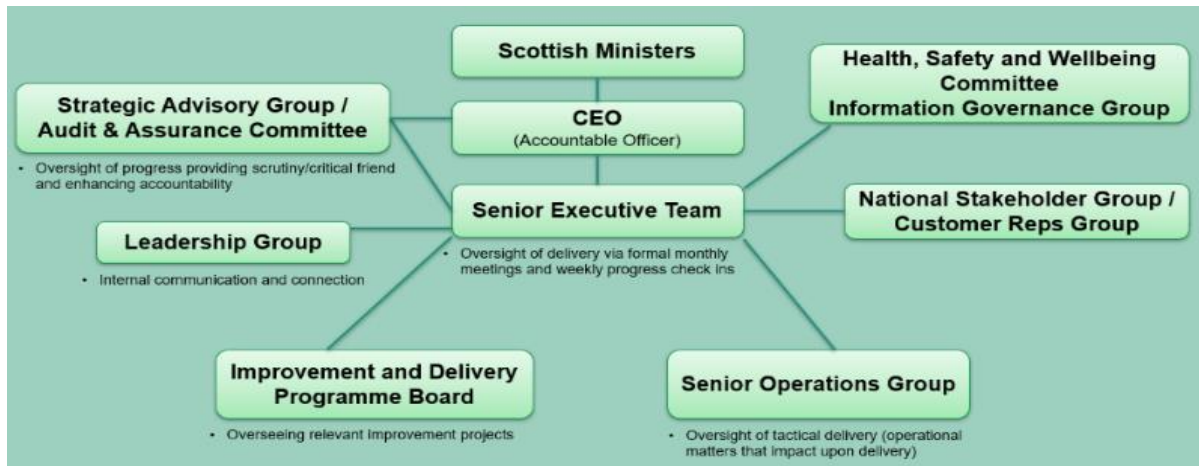 Scottish Ministers
Health, Safety and Wellbeing
Committee
Information Governance Group
Strategic Advisory Group /
Audit & Assurance Committee
• Oversight of progress providing scrutiny/critical friend
and enhancing accountability
CEO
(Accountable Officer)
Senior Executive Team
• Oversight of delivery via formal monthly
meetings and weekly progress check ins
National Stakeholder Group /
Customer Reps Group
Leadership Group
• Internal communication and connection
Improvement and Delivery
Programme Board
• Overseeing relevant improvement projects
Senior Operations Group
• Oversight of tactical delivery (operational
matters that impact upon delivery)